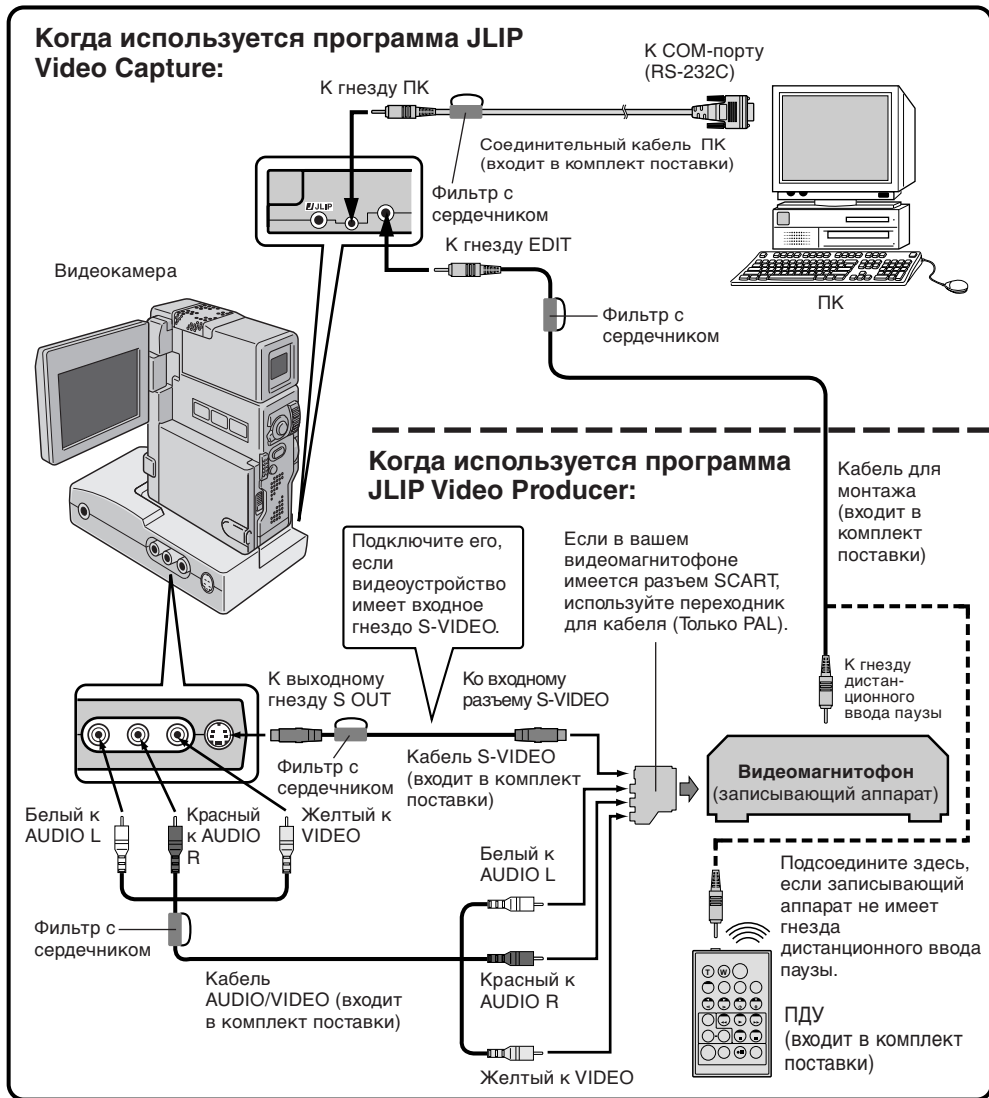 Когда используется программа JLIP
Video Capture:
К гнезду ПК
К COM-порту
(RS-232C)
Соединительный кабель ПК
(входит в комплект поставки)
Фильтр с
сердечником
JLIP
К гнезду EDIT
Видеокамера
Фильтр с
сердечником
ПК
Когда используется программа
JLIP Video Producer:
Кабель для
монтажа
(входит в
комплект
поставки)
Подключите его,
если
видеоустройство
имеет входное
гнездо S-VIDEO.
Если в вашем
видеомагнитофоне
имеется разъем SCART,
используйте переходник
для кабеля (Только PAL).
К выходному
гнезду S OUT
Ко входному
разъему S-VIDEO
К гнезду
дистан-
ционного
ввода паузы
Фильтр с
сердечником
Кабель S-VIDEO
(входит в комплект
поставки)
Видеомагнитофон
(записывающий аппарат)
Белый к
AUDIO L
Красный
к AUDIO
R
Желтый к
VIDEO
Белый к
AUDIO L
Подсоедините здесь,
если записывающий
аппарат не имеет
гнезда
дистанционного ввода
паузы.
Фильтр с
сердечником
Кабель
AUDIO/VIDEO (входит
в комплект поставки)
Красный к
AUDIO R
T W
ПДУ
(входит в комплект
поставки)
Желтый к VIDEO